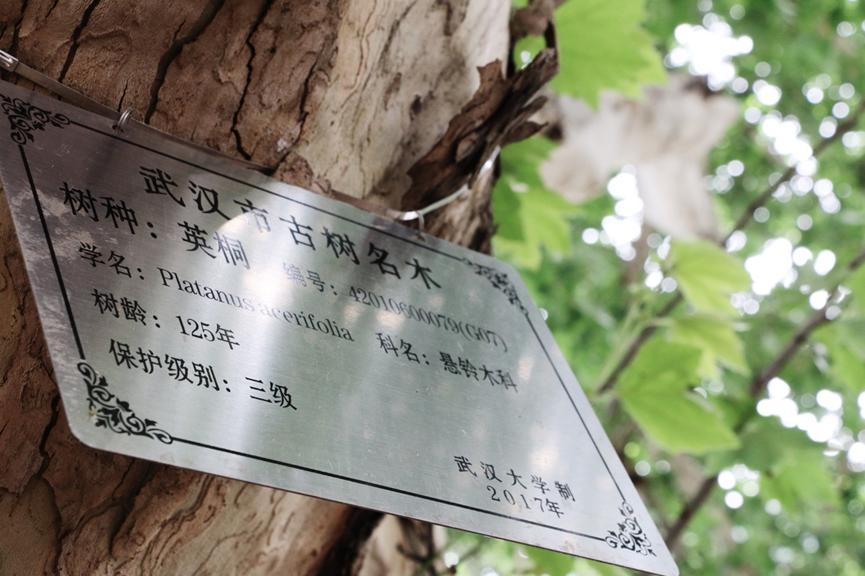 武汉市古树名木
树种：英桐 编号：42010600079(G07)
学名：Platanus acerifolia 科名：悬铃木科
树龄：125年
保护级别：三级
武汉大学制
2017年